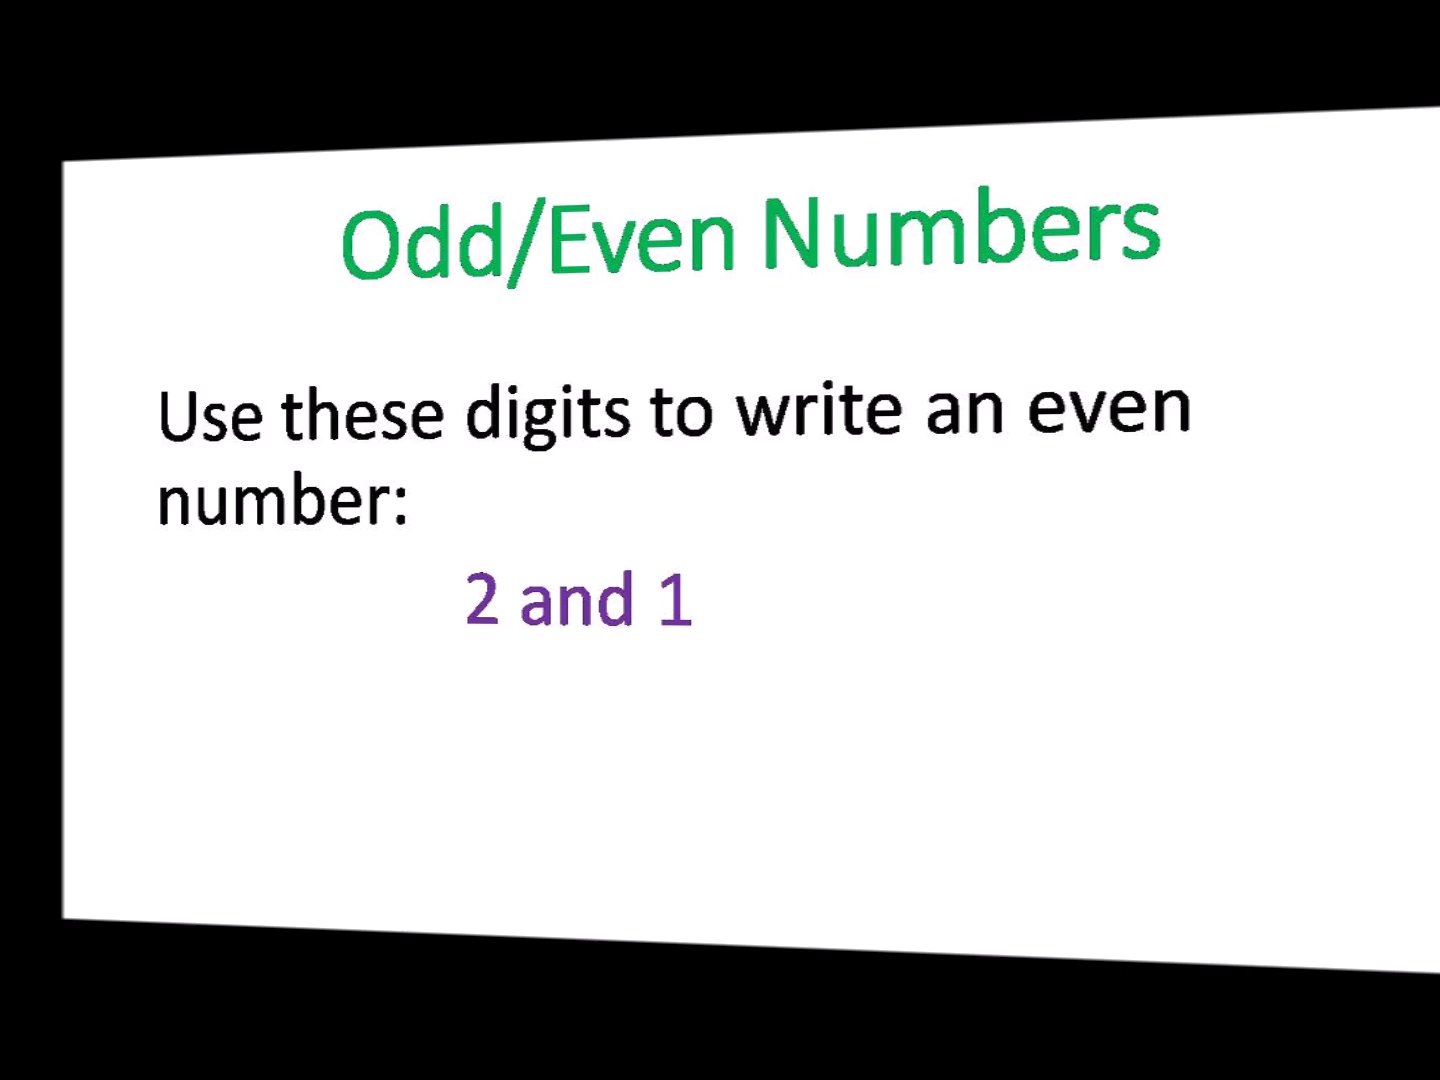 Odd/Even Numbers
Use these digits to write an even
number:
2 and 1